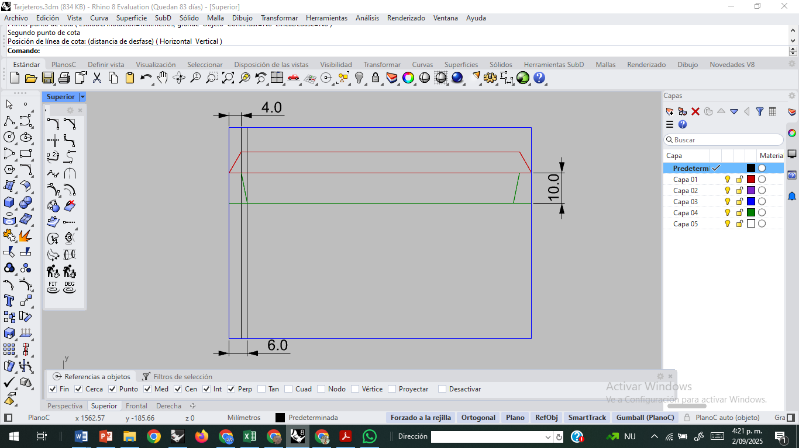 Tarjeteros.3dm (834 KB) - Rhino 8 Evaluation (Quedan 83 días) - [Superior]
Archivo Edición Vista Curva Superficie SubD Sólido Malla Dibujo Transformar Herramientas Análisis Renderizado Ventana Ayuda
Segundo punto de cota
Posición de línea de cota: (distancia de desfase) ( Horizontal Vertical )
Comando:
Estándar PlanosC Definir vista Visualización Seleccionar Disposición de vistas Visibilidad Transformar Curvas Superficies Sólidos Herramientas SubD Mallas Renderizado Dibujo Novedades V8
Superior
Capas
Buscar
Capa Materia
Predeterm
Capa 01
Capa 02
Capa 03
Capa 04
Capa 05
4.0
10.0
6.0
FIT DEG
y
Referencias a objetos Filtros de selección
Fin Cerca Punto Med Cen Int Perp Tan Cuad Nodo Vértice Proyectar Desactivar
Activar Windows
Ve a Configuración para activar Windows.
Perspectiva Superior Frontal Derecha
PlanoC x 1562.57 y -105.66 z 0 Milímetros Predeterminada Forzado a la rejilla Ortogonal Plano RefObj SmartTrack Gumball (PlanoC) PlanoC auto (objeto) Gra
Dirección NU
4:21 p. m.
2/09/2025